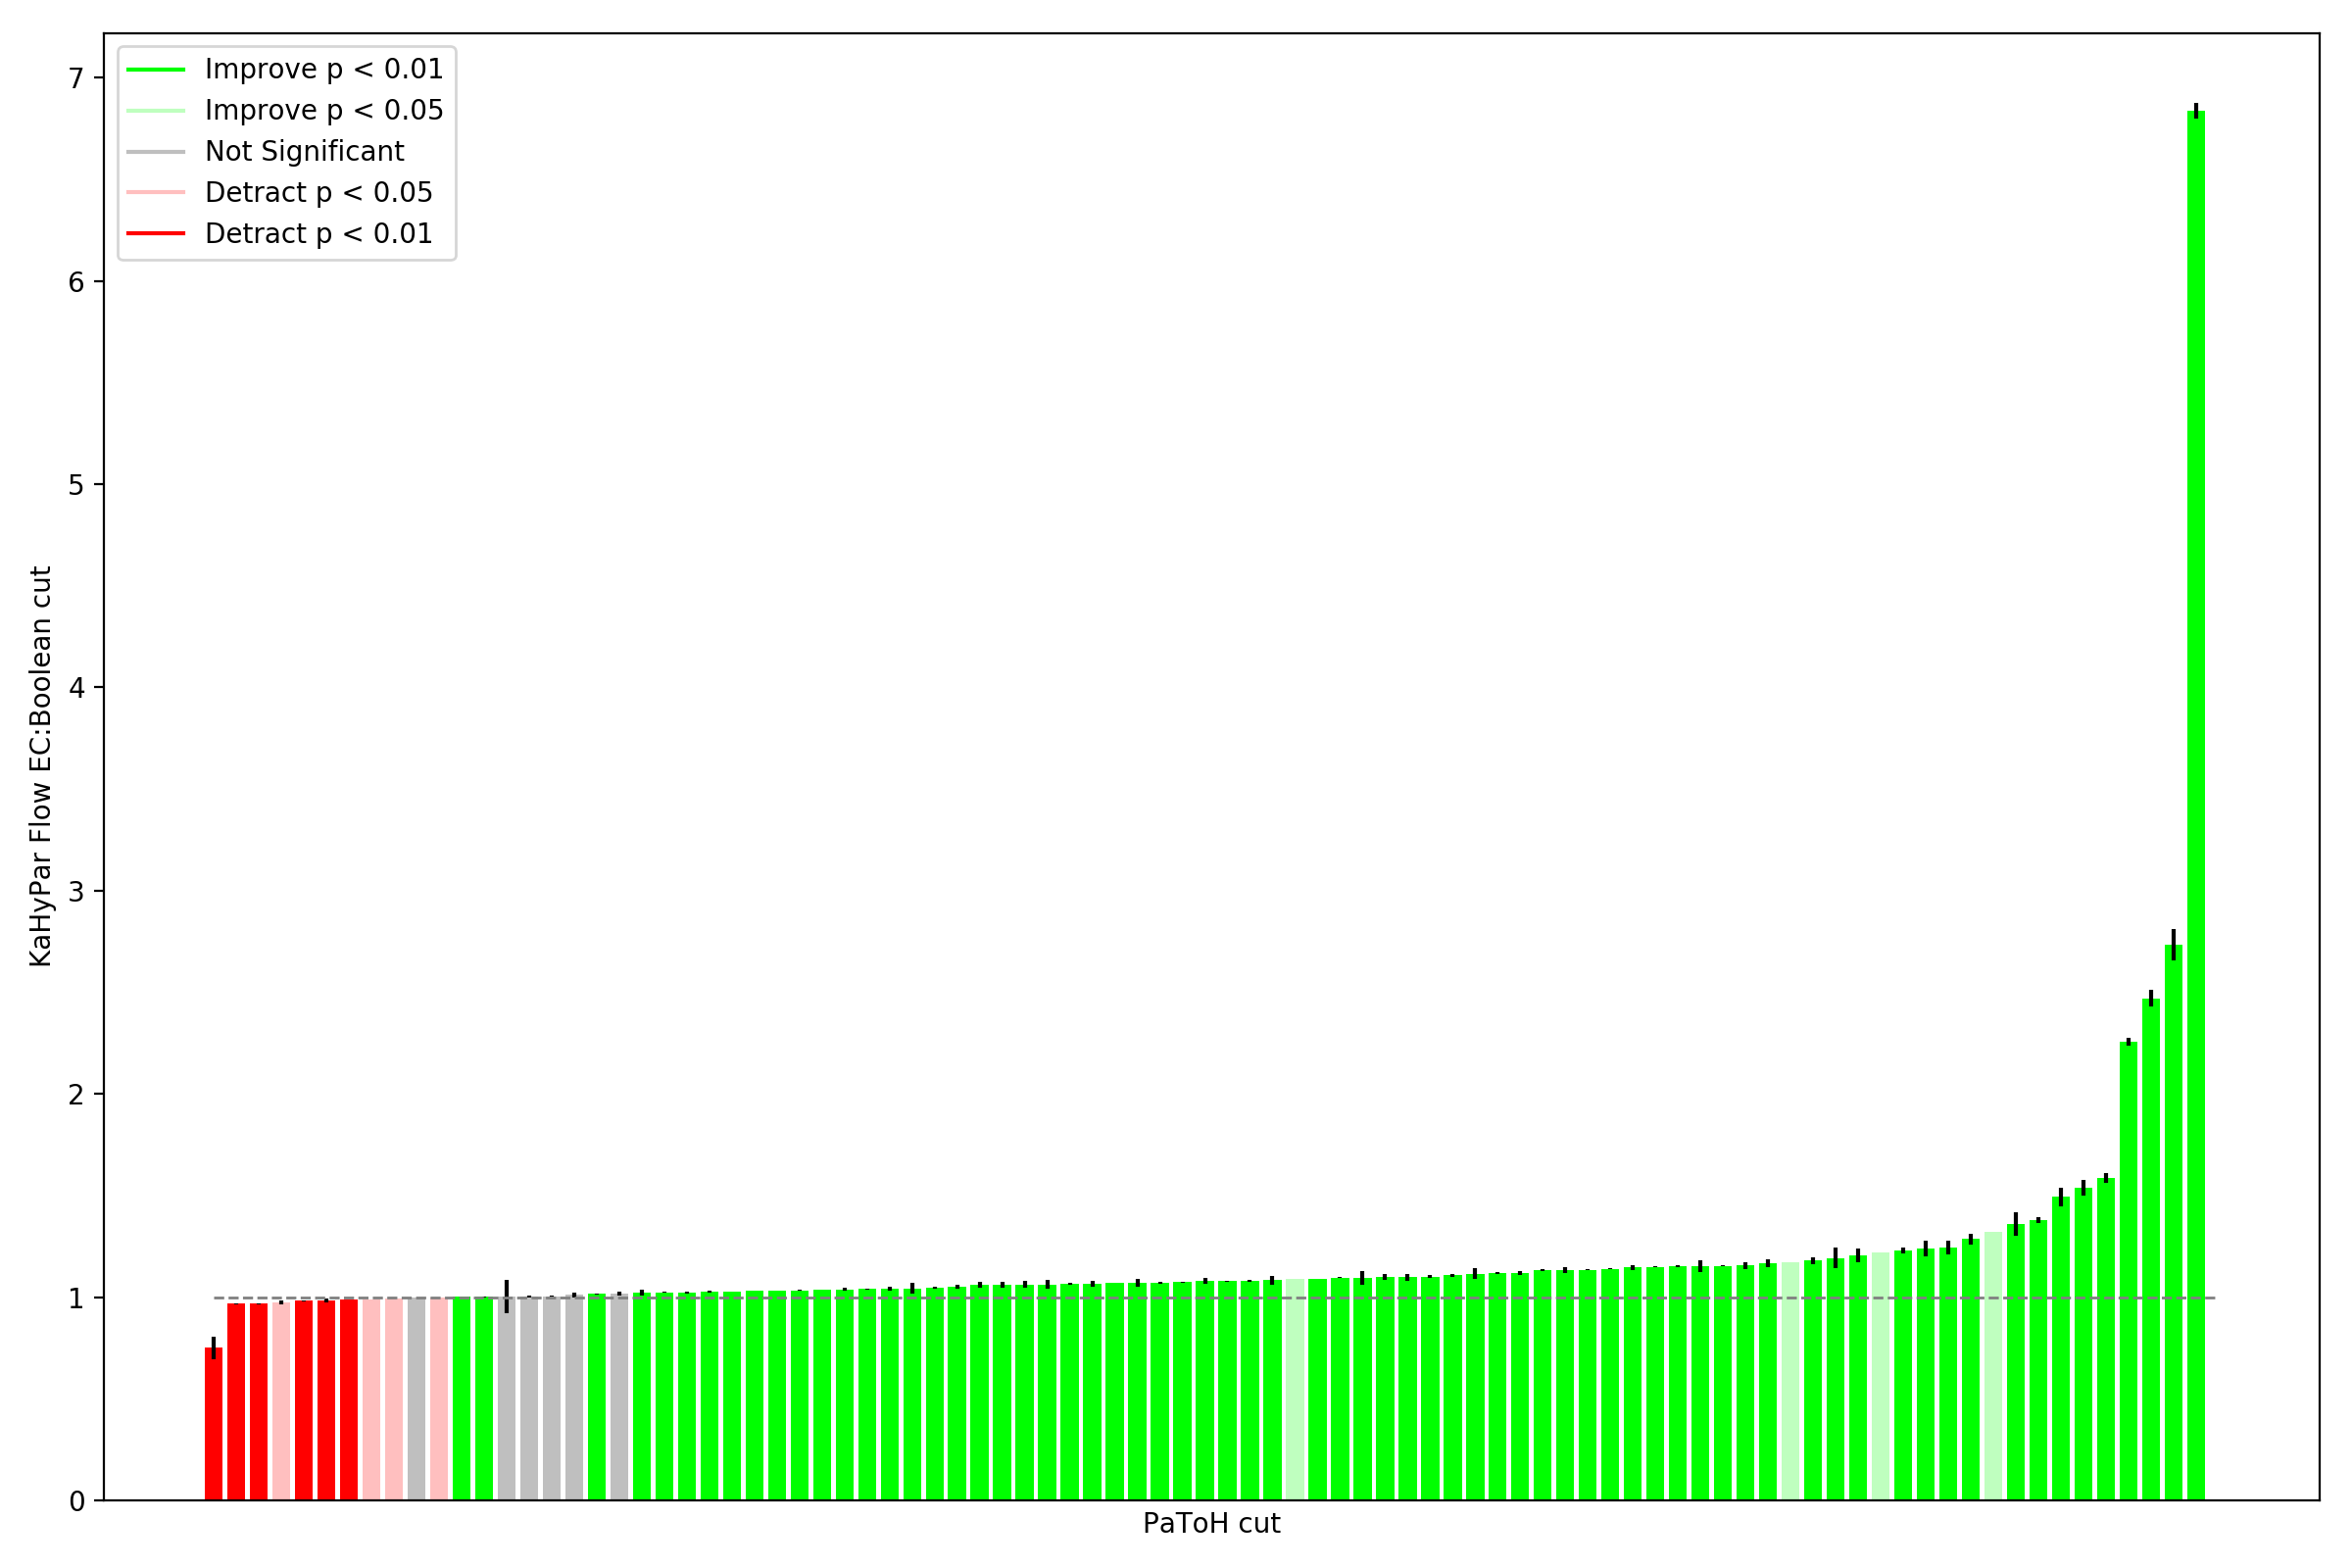 Improve p < 0.01
Improve p < 0.05
Not Significant
Detract p < 0.05
Detract p < 0.01
7
6
5
4
3
2
1
0
KaHyPar Flow EC:Boolean cut
PaToH cut